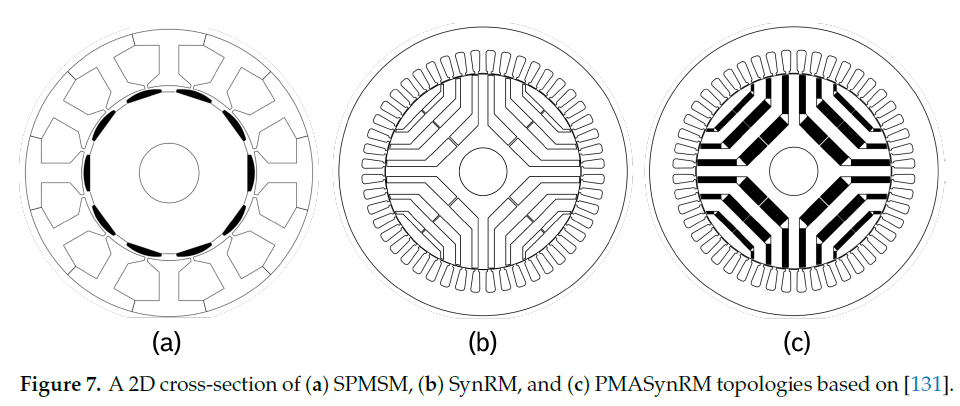 (a) (b) (c)
Figure 7. A 2D cross-section of (a) SPMSM, (b) SynRM, and (c) PMASynRM topologies based on [131].